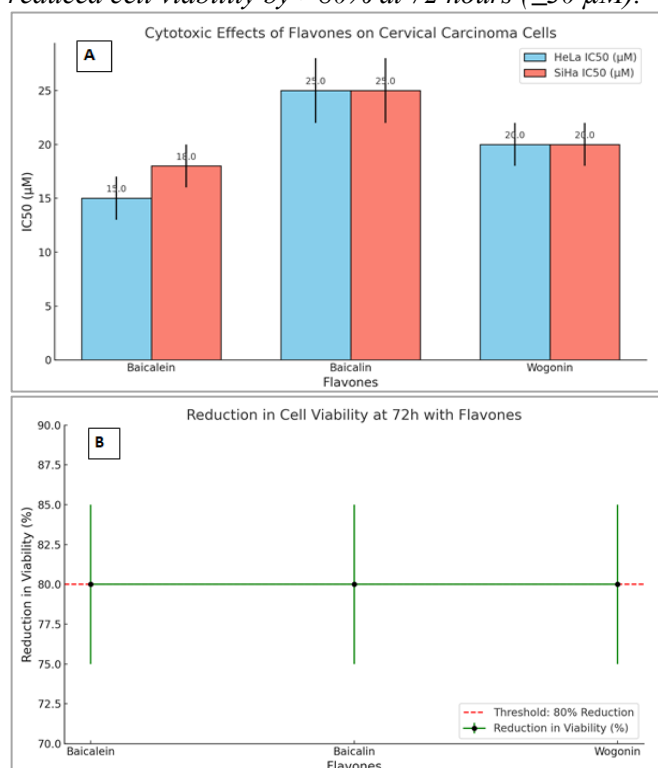 reduced cell viability by 80% at 72 hours 50 µM).
Cytotoxic Effects of Flavones on Cervical Carcinoma Cells
A
HeLa IC50 (µM)
SiHa IC50 (µM)
IC50 (µM)
25
20
15
10
5
0
15.0
18.0
25.0
25.0
20.0
20.0
Baicalein
Baicalin
Wogonin
Flavones
Reduction in Cell Viability at 72h with Flavones
B
Reduction in Viability (%)
90.0
87.5
85.0
82.5
80.0
77.5
75.0
72.5
70.0
Threshold: 80% Reduction
Reduction in Viability (%)
Baicalein
Baicalin
Wogonin
Flavones